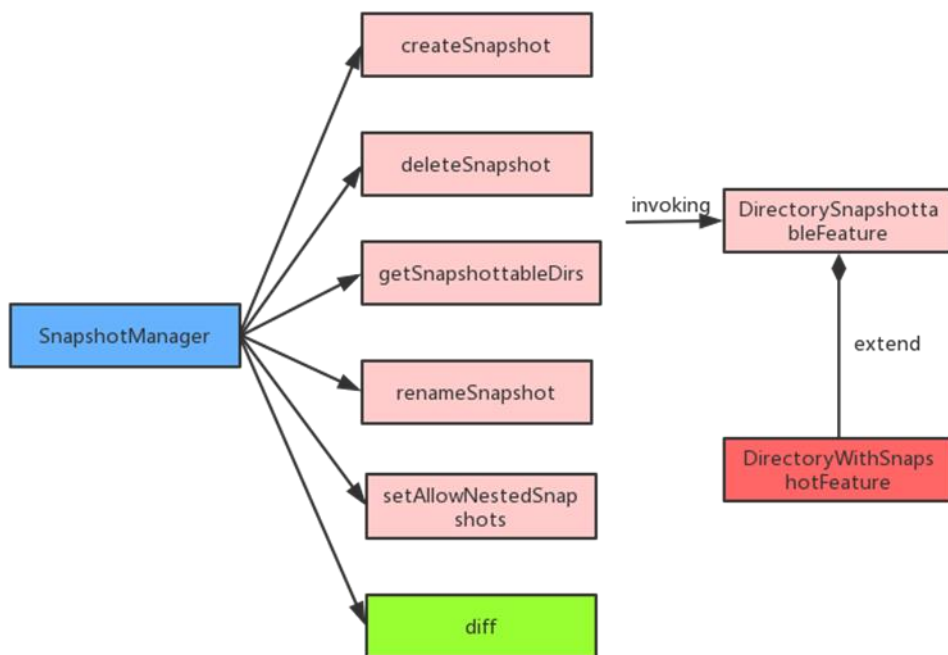 createSnapshot
deleteSnapshot
invoking
DirectorySnapshotta
bleFeature
getSnapshottableDirs
SnapshotManager
extend
renameSnapshot
DirectoryWithSnaps
hotFeature
setAllowNestedSnap
shots
diff